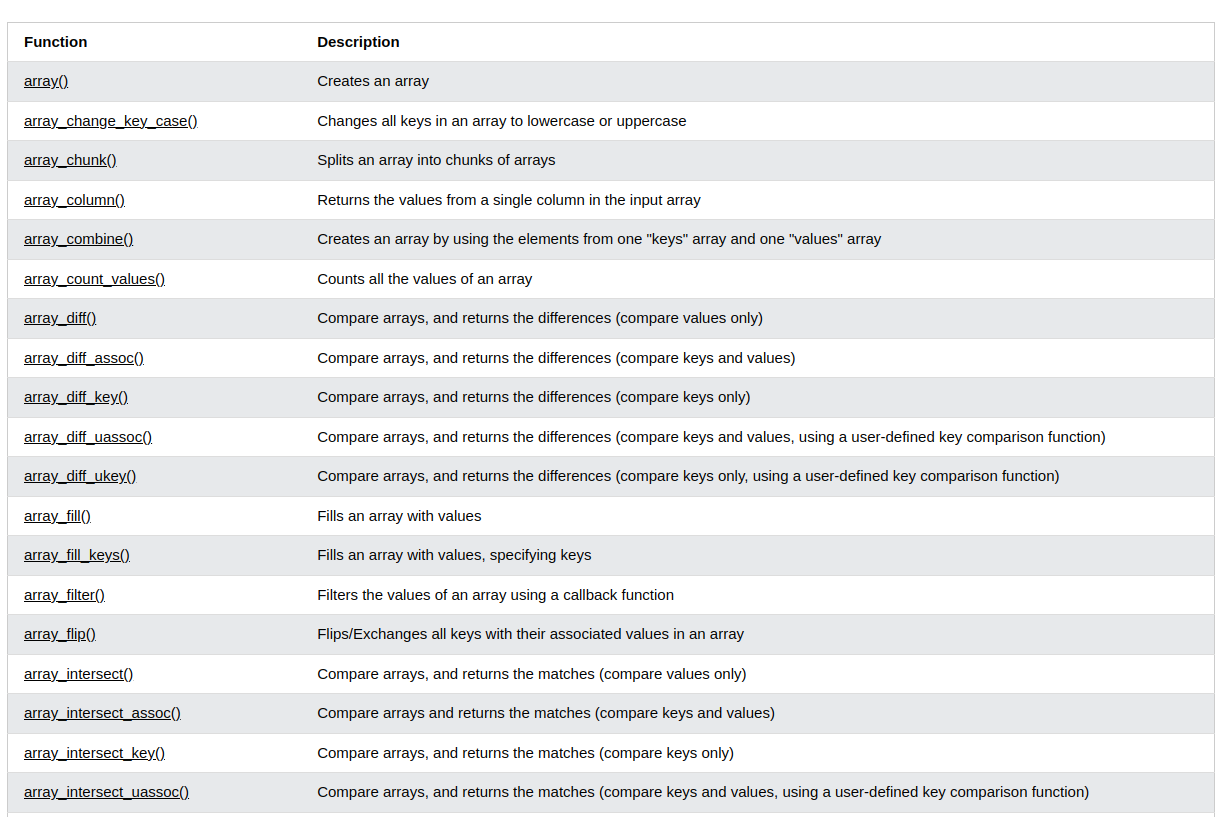 Function Description
array() Creates an array
array_change_key_case() Changes all keys in an array to lowercase or uppercase
array_chunk() Splits an array into chunks of arrays
array_column() Returns the values from a single column in the input array
array_combine() Creates an array by using the elements from one "keys" array and one "values" array
array_count_values() Counts all the values of an array
array_diff() Compare arrays, and returns the differences (compare values only)
array_diff_assoc() Compare arrays, and returns the differences (compare keys and values)
array_diff_key() Compare arrays, and returns the differences (compare keys only)
array_diff_uassoc() Compare arrays, and returns the differences (compare keys and values, using a user-defined key comparison function)
array_diff_ukey() Compare arrays, and returns the differences (compare keys only, using a user-defined key comparison function)
array_fill() Fills an array with values
array_fill_keys() Fills an array with values, specifying keys
array_filter() Filters the values of an array using a callback function
array_flip() Flips/Exchanges all keys with their associated values in an array
array_intersect() Compare arrays, and returns the matches (compare values only)
array_intersect_assoc() Compare arrays and returns the matches (compare keys and values)
array_intersect_key() Compare arrays, and returns the matches (compare keys only)
array_intersect_uassoc() Compare arrays, and returns the matches (compare keys and values, using a user-defined key comparison function)